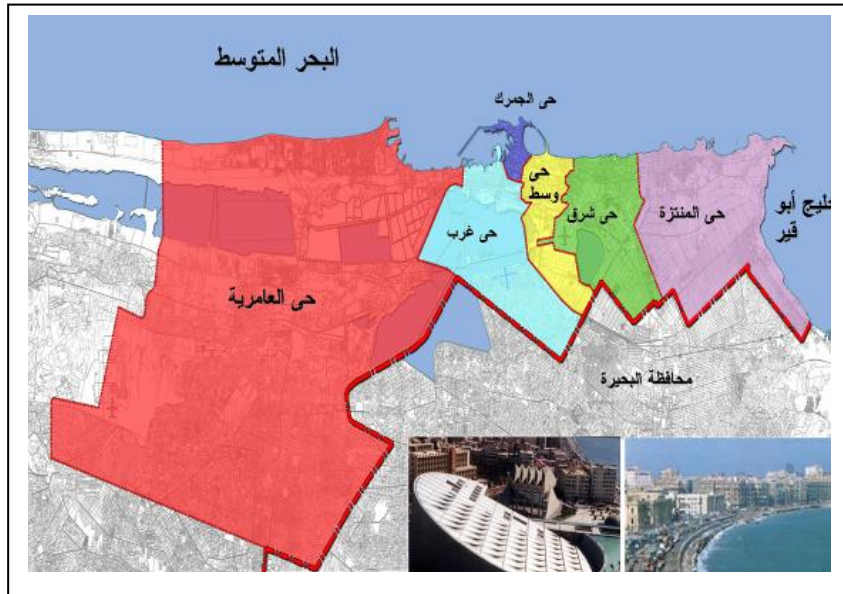 البحر المتوسط
حى الجمرك
حى
وسط
حى شرق
حى المنتزة
خليج أبو
قير
حى غرب
حى العامرية
محافظة البحيرة